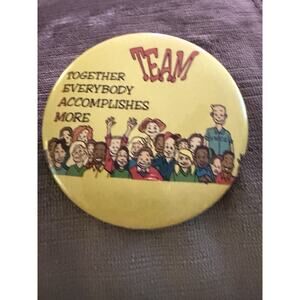 TEAM
TOGETHER
EVERYBODY
ACCOMPLISHES
MORE